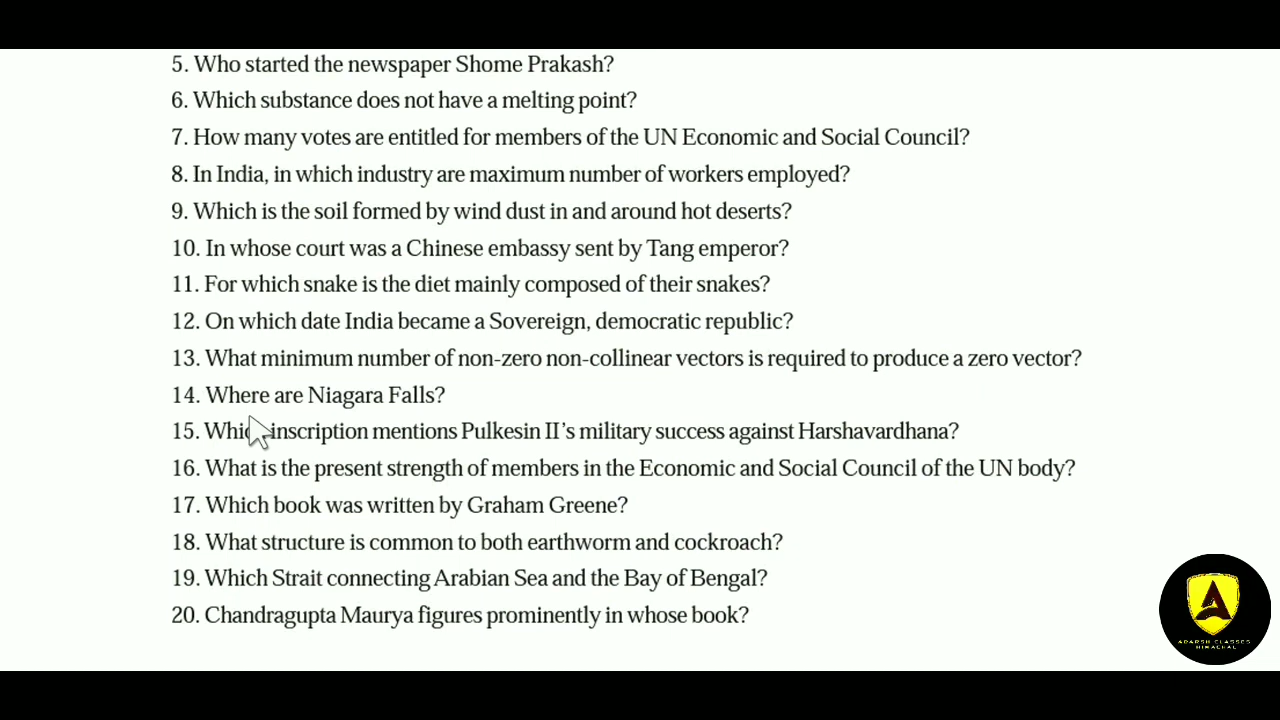 5. Who started the newspaper Shome Prakash?
6. Which substance does not have a melting point?
7. How many votes are entitled for members of the UN Economic and Social Council?
8. In India, in which industry are maximum number of workers employed?
9. Which is the soil formed by wind dust in and around hot deserts?
10. In whose court was a Chinese embassy sent by Tang emperor?
11. For which snake is the diet mainly composed of their snakes?
12. On which date India became a Sovereign, democratic republic?
13. What minimum number of non-zero non-collinear vectors is required to produce a zero vector?
14. Where are Niagara Falls?
15. Which inscription mentions Pulkesin II's military success against Harshavardhana?
16. What is the present strength of members in the Economic and Social Council of the UN body?
17. Which book was written by Graham Greene?
18. What structure is common to both earthworm and cockroach?
19. Which Strait connecting Arabian Sea and the Bay of Bengal?
20. Chandragupta Maurya figures prominently in whose book?
A
ADARSH CLASSES
HIMACHAL